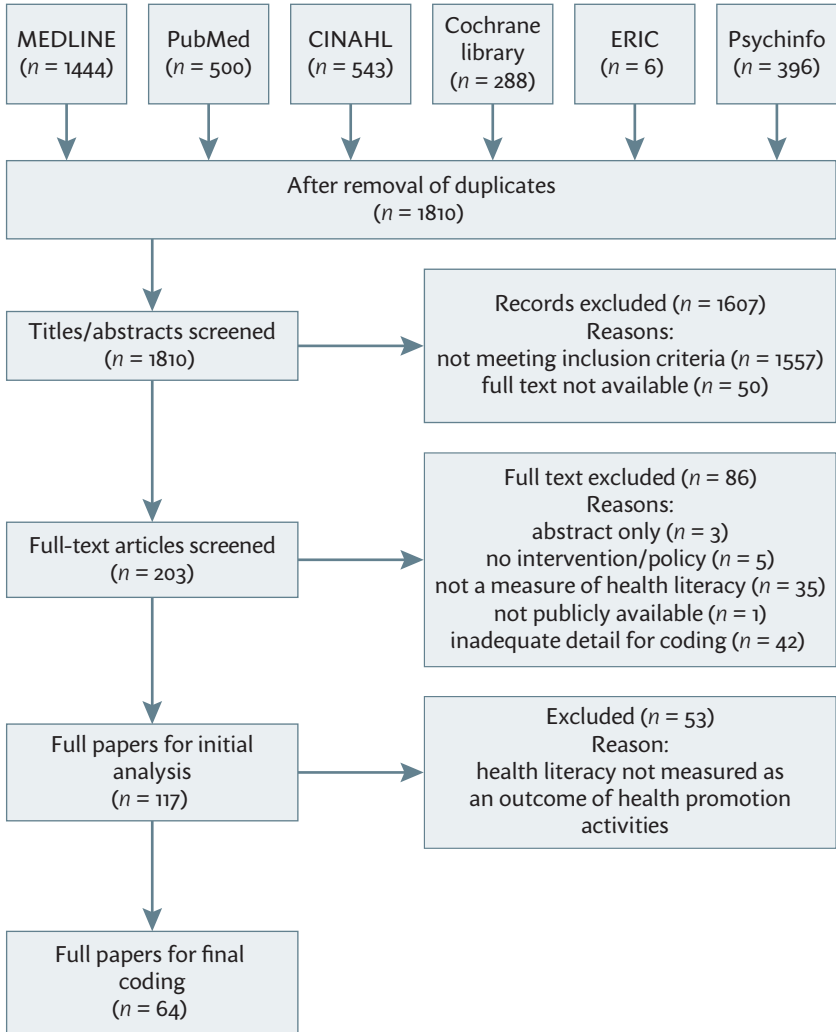 MEDLINE
(n = 1444)
PubMed
(n = 500)
CINAHL
(n = 543)
Cochrane
library
(n = 288)
ERIC
(n = 6)
Psychinfo
(n = 396)
After removal of duplicates
(n = 1810)
Titles/abstracts screened
(n = 1810)
Records excluded (n = 1607)
Reasons:
not meeting inclusion criteria (n = 1557)
full text not available (n = 50)
Full-text articles screened
(n = 203)
Full text excluded (n = 86)
Reasons:
abstract only (n = 3)
no intervention/policy (n = 5)
not a measure of health literacy (n = 35)
not publicly available (n = 1)
inadequate detail for coding (n = 42)
Full papers for initial
analysis
(n = 117)
Excluded (n = 53)
Reason:
health literacy not measured as
an outcome of health promotion
activities
Full papers for final
coding
(n = 64)